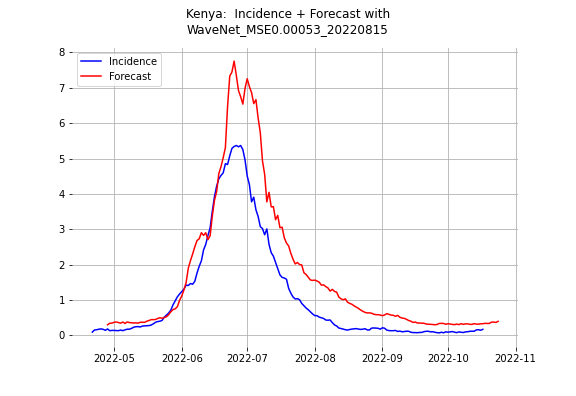 Kenya:  Incidence + Forecast with
WaveNet_MSE0.00053_20220815
Incidence
Forecast
8
7
6
5
4
3
2
1
0
2022-05 2022-06 2022-07 2022-08 2022-09 2022-10 2022-11